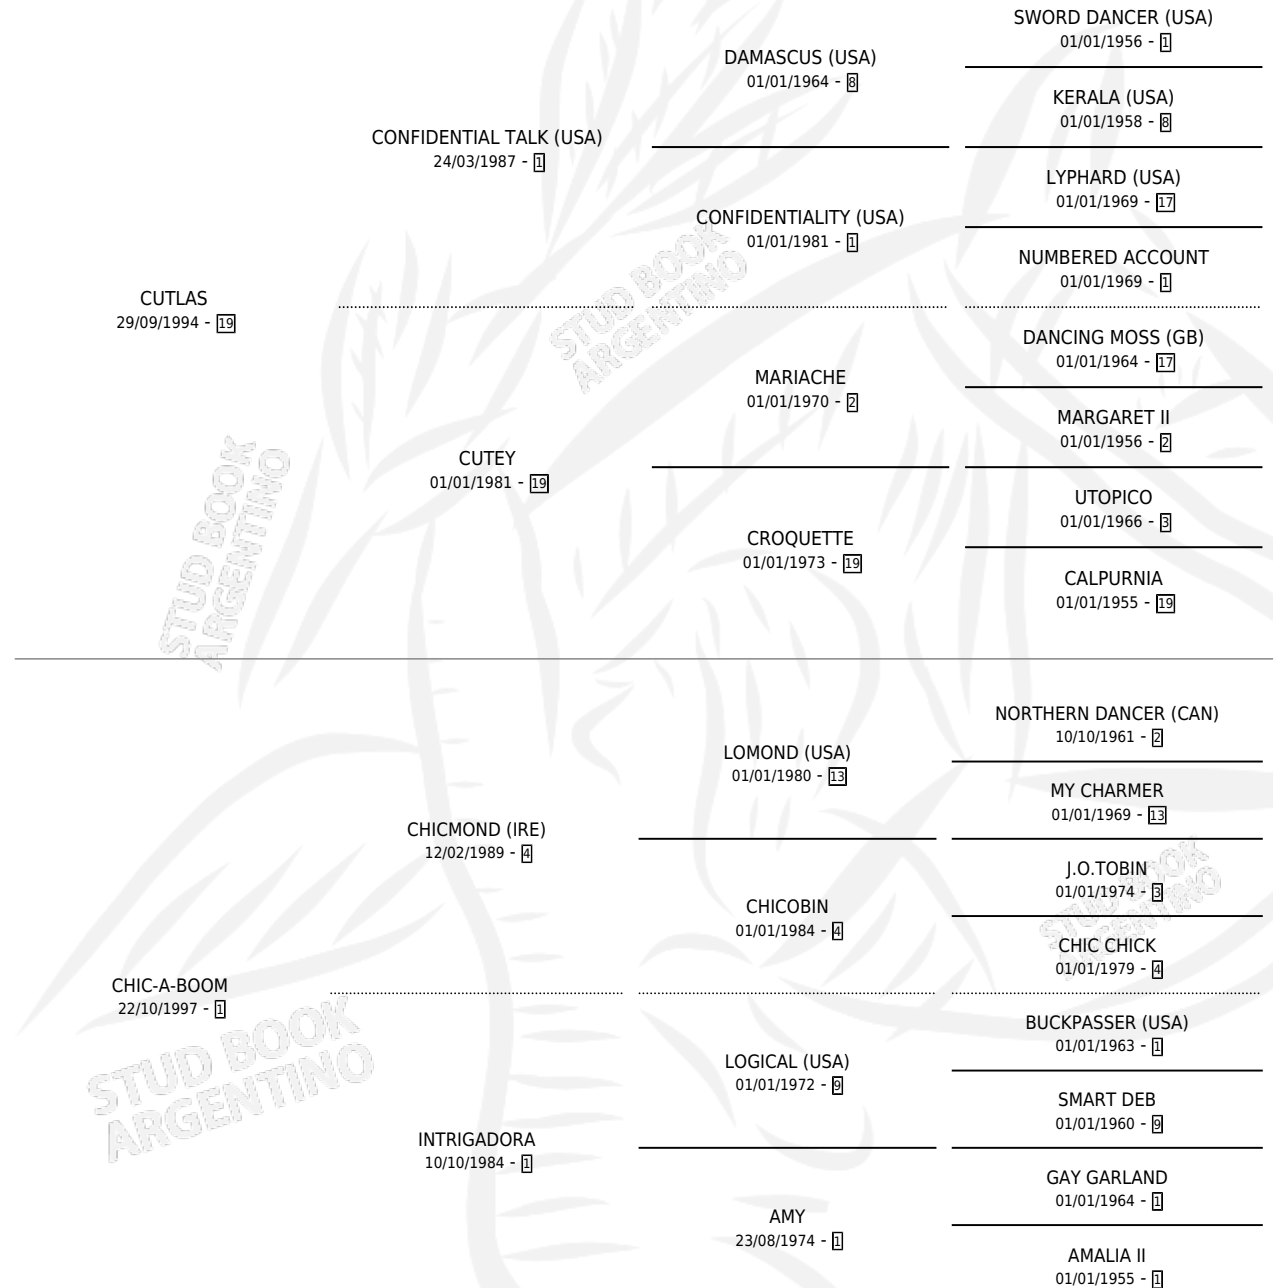 SWORD DANCER (USA)
01/01/1956 - 1
DAMASCUS (USA)
01/01/1964 - 8
KERALA (USA)
01/01/1958 - 8
CONFIDENTIAL TALK (USA)
24/03/1987 - 1
LYPHARD (USA)
01/01/1969 - 17
CONFIDENTIALITY (USA)
01/01/1981 - 1
NUMBERED ACCOUNT
01/01/1969 - 1
CUTLAS
29/09/1994 - 19
STUD BOOK
ARGENTINO
DANCING MOSS (GB)
01/01/1964 - 17
MARIACHE
01/01/1970 - 2
MARGARET II
01/01/1956 - 2
CUTEY
01/01/1981 - 19
UTOPICO
01/01/1966 - 3
CROQUETTE
01/01/1973 - 19
CALPURNIA
01/01/1955 - 19
STUD BOOK
ARGENTINO
NORTHERN DANCER (CAN)
10/10/1961 - 2
LOMOND (USA)
01/01/1980 - 13
MY CHARMER
01/01/1969 - 13
CHICMOND (IRE)
12/02/1989 - 4
J.O.TOBIN
01/01/1974 - 3
CHICOBIN
01/01/1984 - 4
STUD BOOK
ARGENTINO
CHIC CHICK
01/01/1979 - 4
CHIC-A-BOOM
22/10/1997 - 1
STUD BOOK
ARGENTINO
BUCKPASSER (USA)
01/01/1963 - 1
LOGICAL (USA)
01/01/1972 - 9
SMART DEB
01/01/1960 - 9
INTRIGADORA
10/10/1984 - 1
GAY GARLAND
01/01/1964 - 1
AMY
23/08/1974 - 1
AMALIA II
01/01/1955 - 1